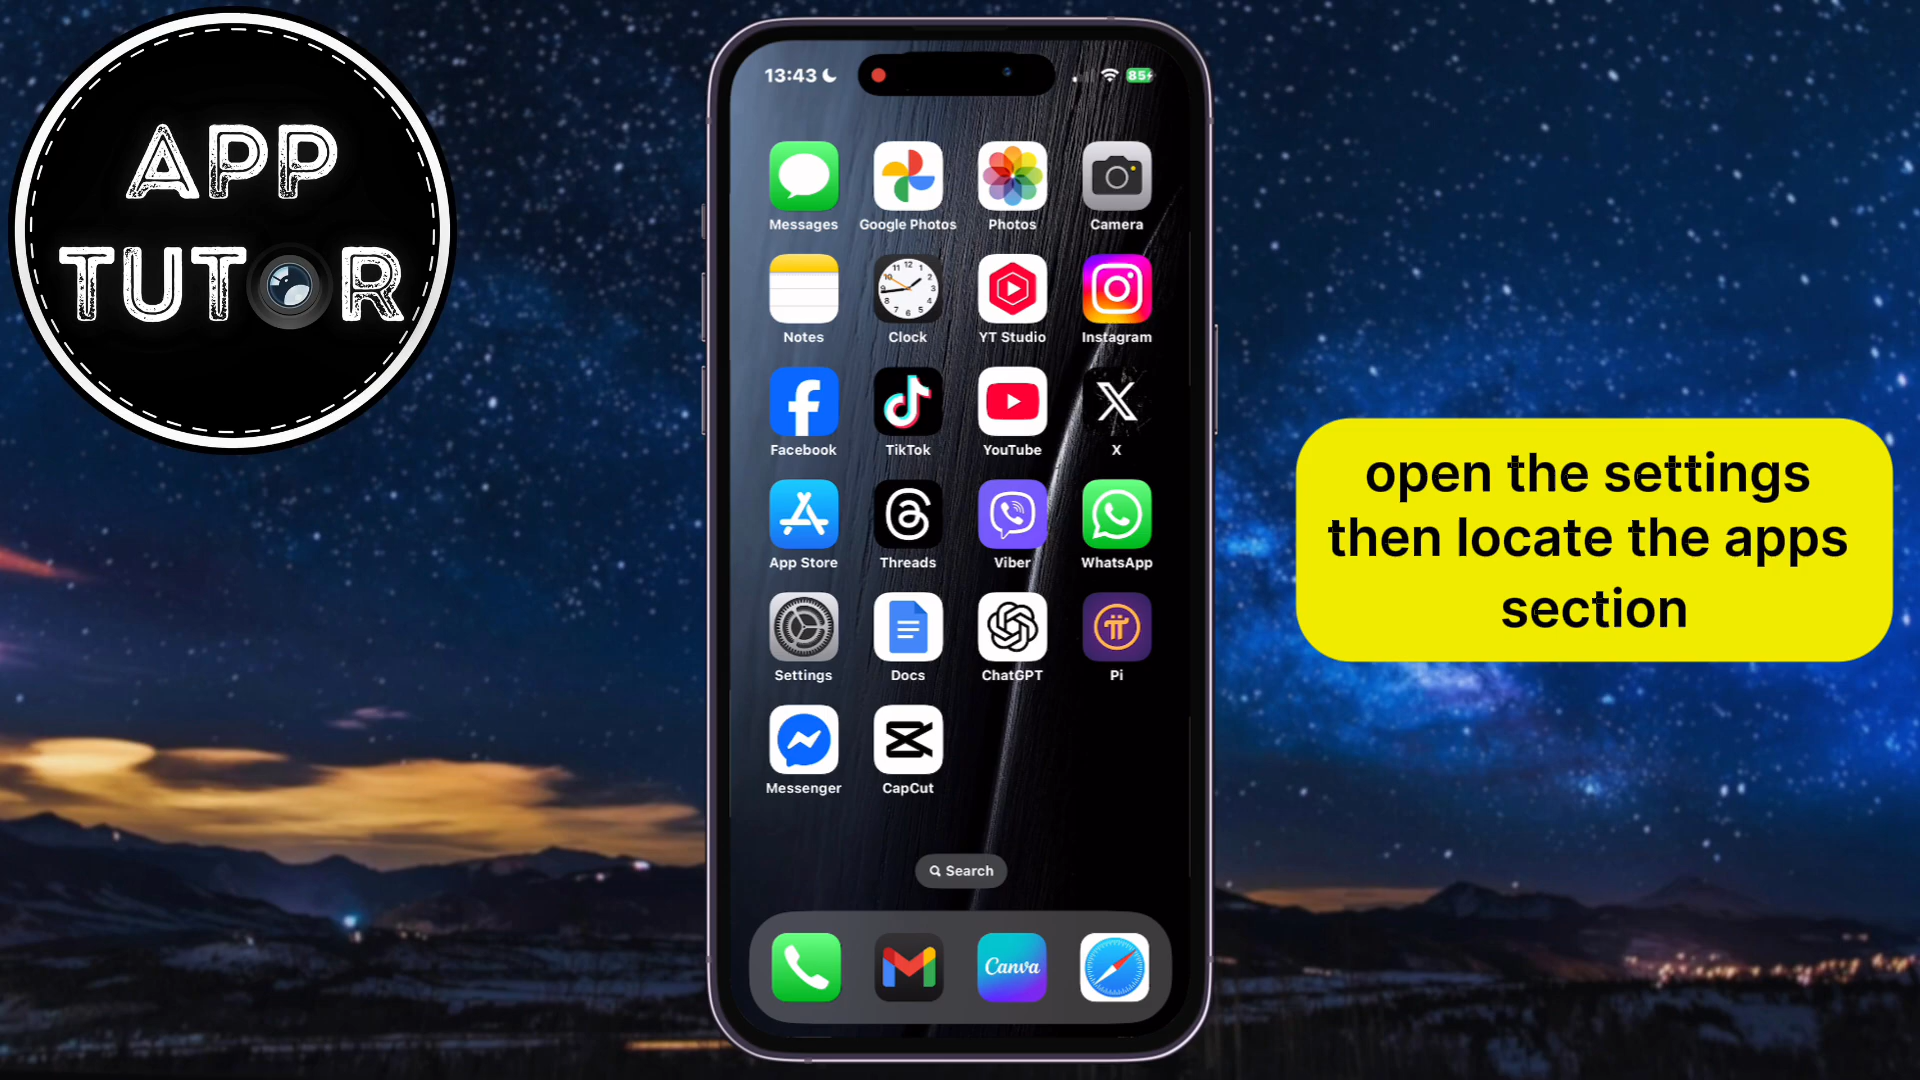 APP
TUTOR
13:43
85
Messages
Google Photos
Photos
Camera
Notes
Clock
YT Studio
Instagram
Facebook
TikTok
YouTube
X
App Store
Threads
Viber
WhatsApp
Settings
Docs
ChatGPT
Pi
Messenger
CapCut
Search
Canva
open the settings
then locate the apps
section